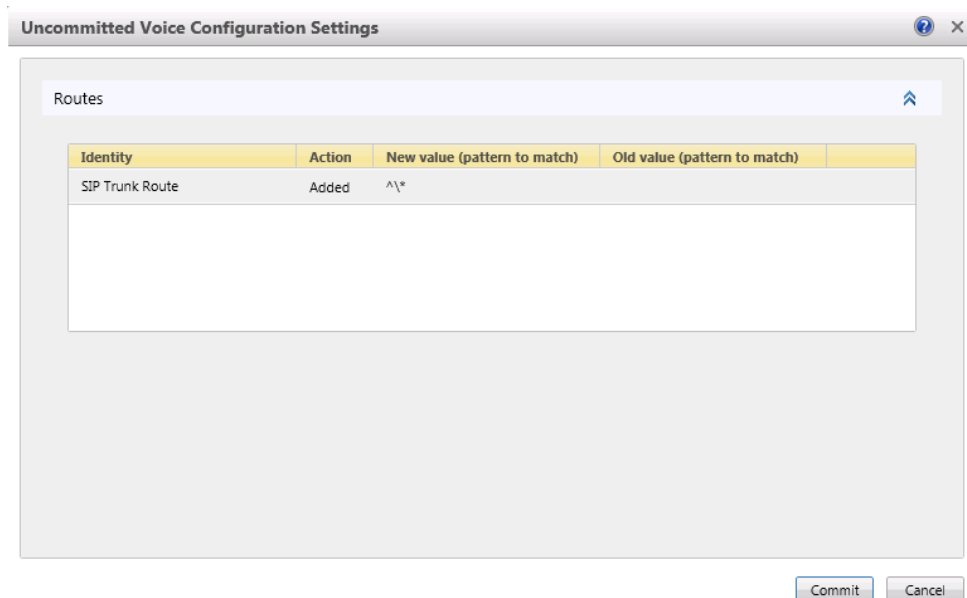 Uncommitted Voice Configuration Settings
Routes
Identity Action New value (pattern to match) Old value (pattern to match)
SIP Trunk Route Added ^\*
Commit Cancel